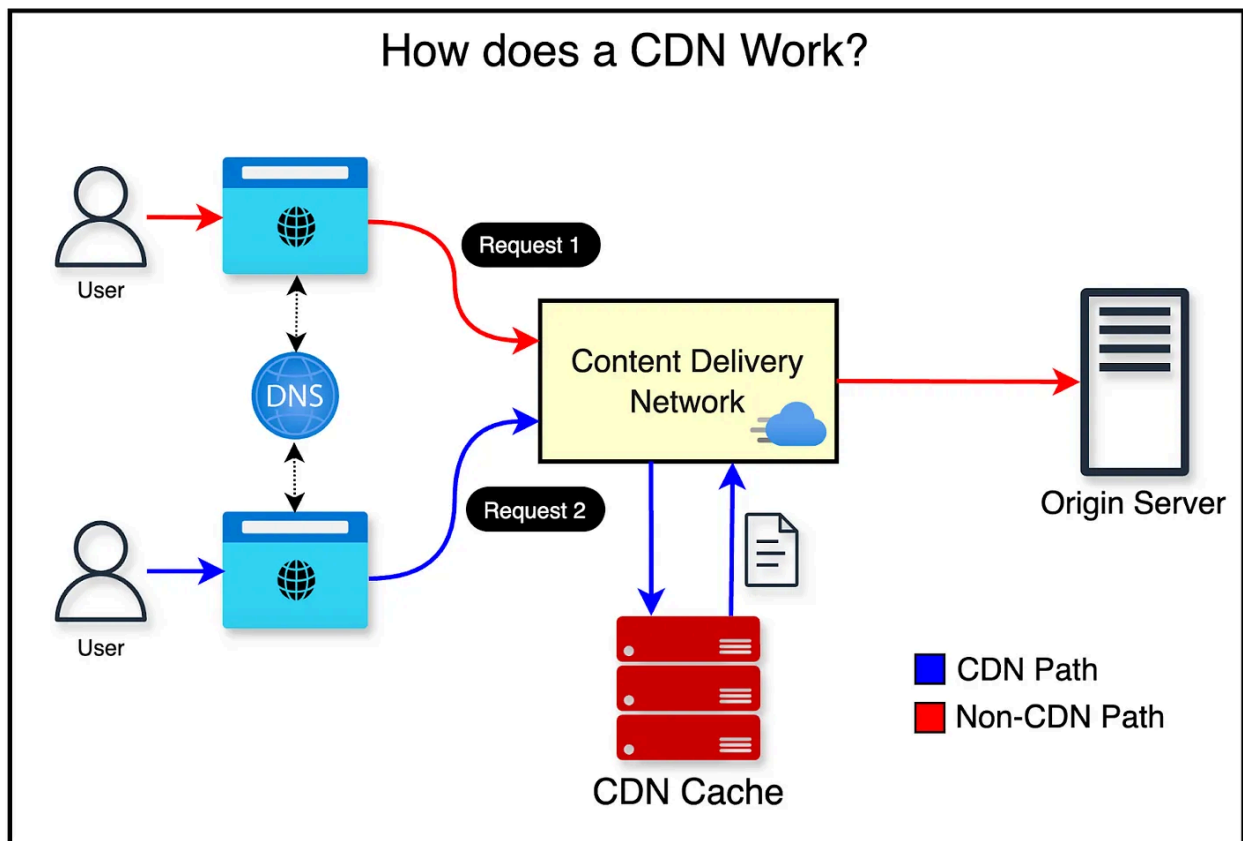 How does a CDN Work?
User
Request 1
DNS
Content Delivery
Network
Origin Server
Request 2
User
CDN Cache
CDN Path
Non-CDN Path